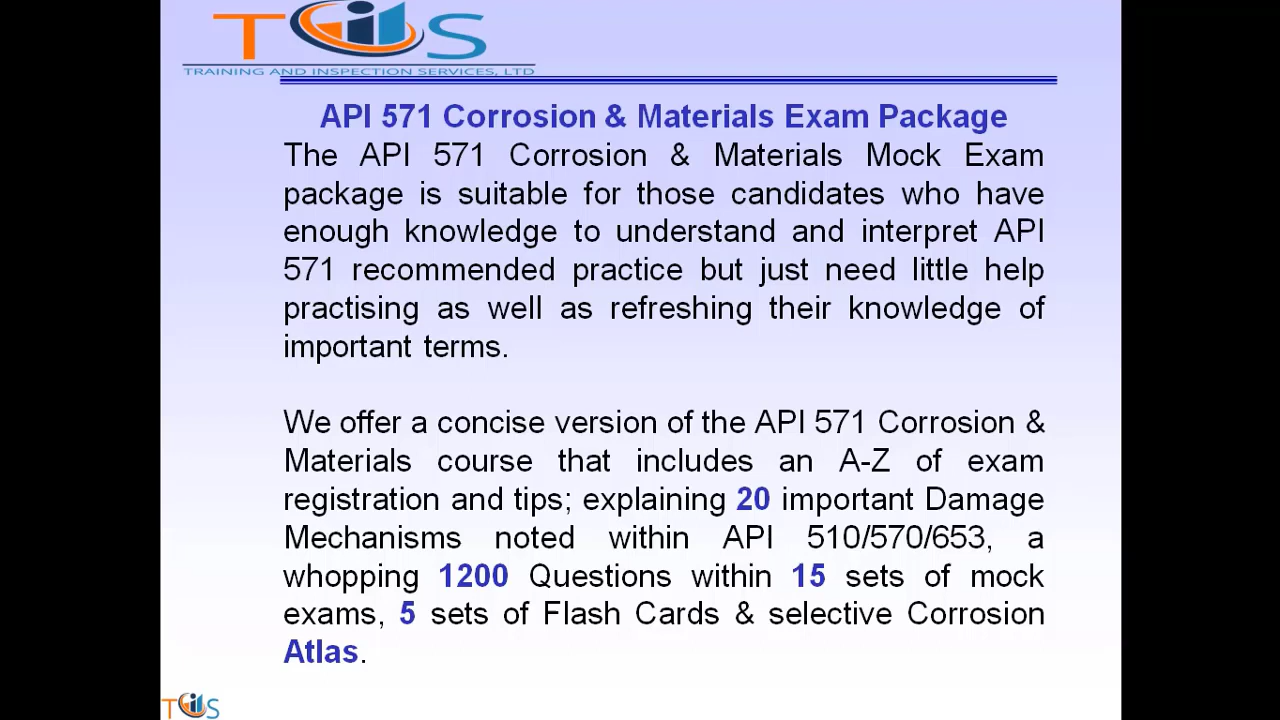 TiS
TRAINING AND INSPECTION SERVICES, LTD
API 571 Corrosion & Materials Exam Package
The API 571 Corrosion & Materials Mock Exam
package is suitable for those candidates who have
enough knowledge to understand and interpret API
571 recommended practice but just need little help
practising as well as refreshing their knowledge of
important terms.
We offer a concise version of the API 571 Corrosion &
Materials course that includes an A-Z of exam
registration and tips; explaining 20 important Damage
Mechanisms noted within API 510/570/653, a
whopping 1200 Questions within 15 sets of mock
exams, 5 sets of Flash Cards & selective Corrosion
Atlas.
TiS